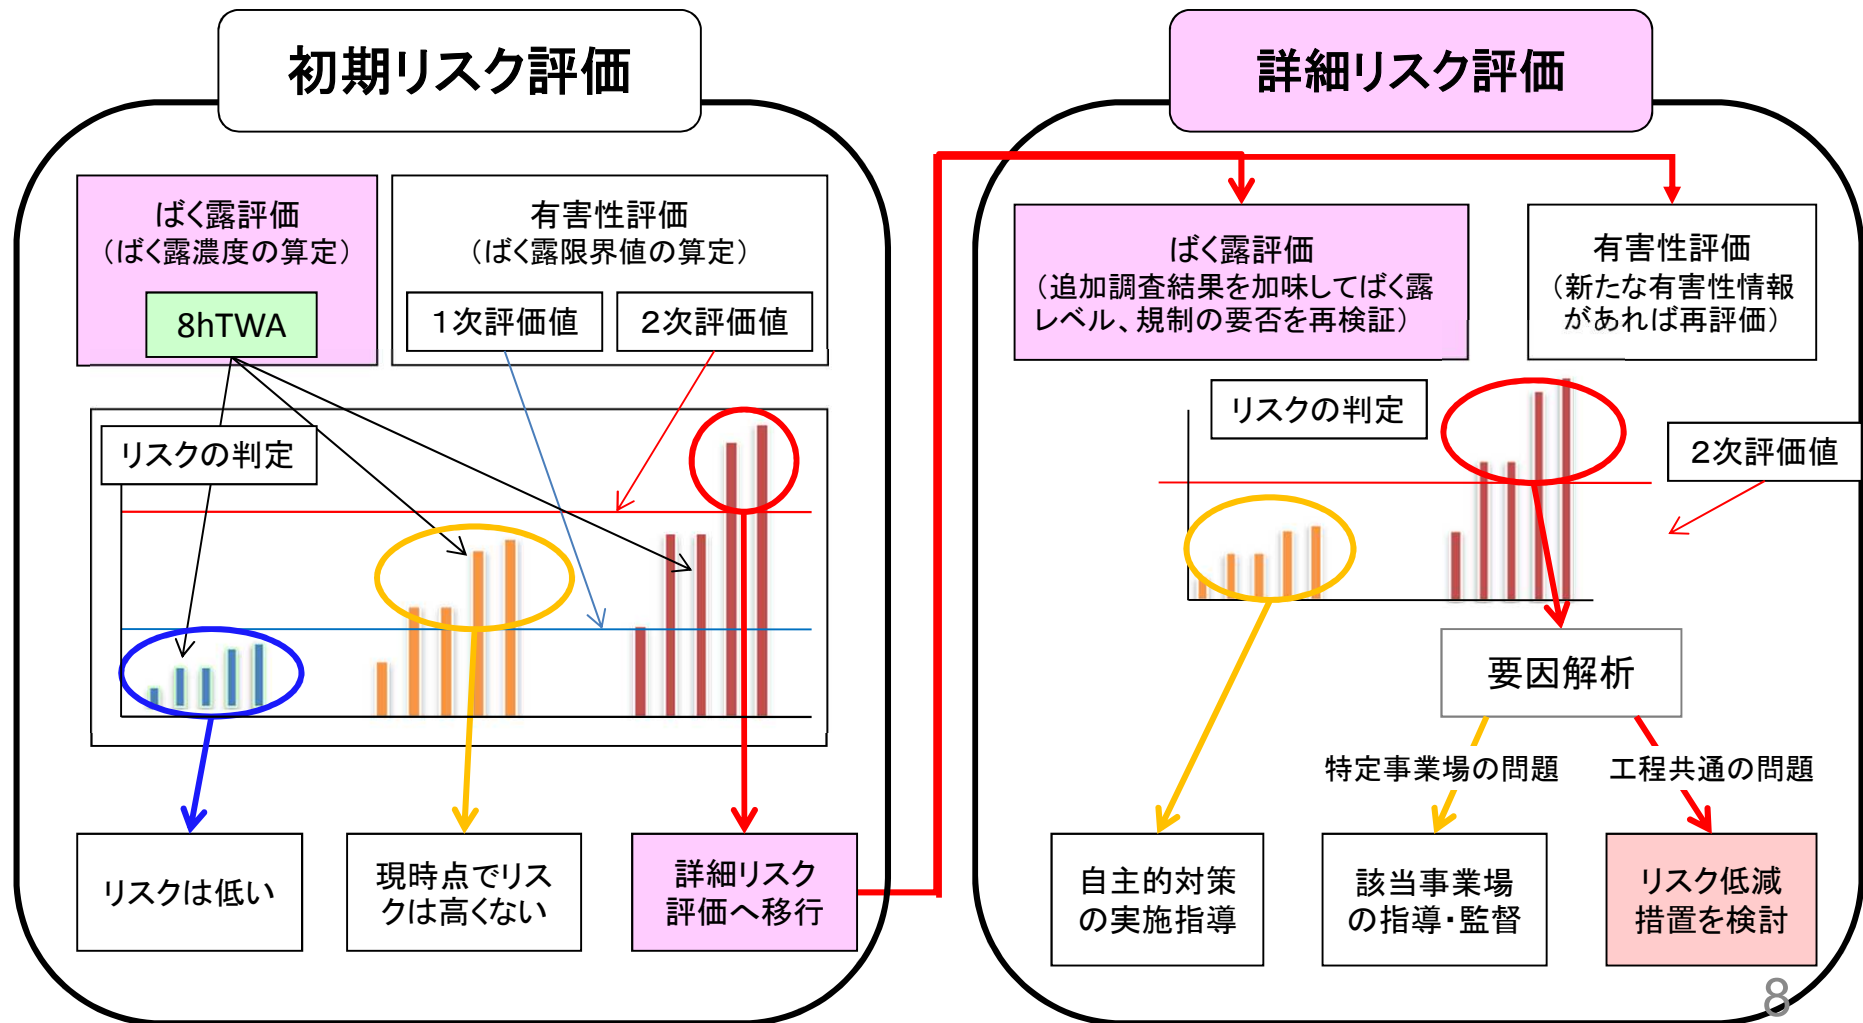 初期リスク評価
ばく露評価
（ばく露濃度の算定）
8hTWA
有害性評価
（ばく露限界値の算定）
１次評価値
２次評価値
リスクの判定
リスクは低い
現時点でリス
クは高くない
詳細リスク
評価へ移行
詳細リスク評価
ばく露評価
（追加調査結果を加味してばく露
レベル、規制の要否を再検証）
有害性評価
（新たな有害性情報
があれば再評価）
リスクの判定
２次評価値
要因解析
特定事業場の問題
工程共通の問題
自主的対策
の実施指導
該当事業場
の指導・監督
リスク低減
措置を検討
8